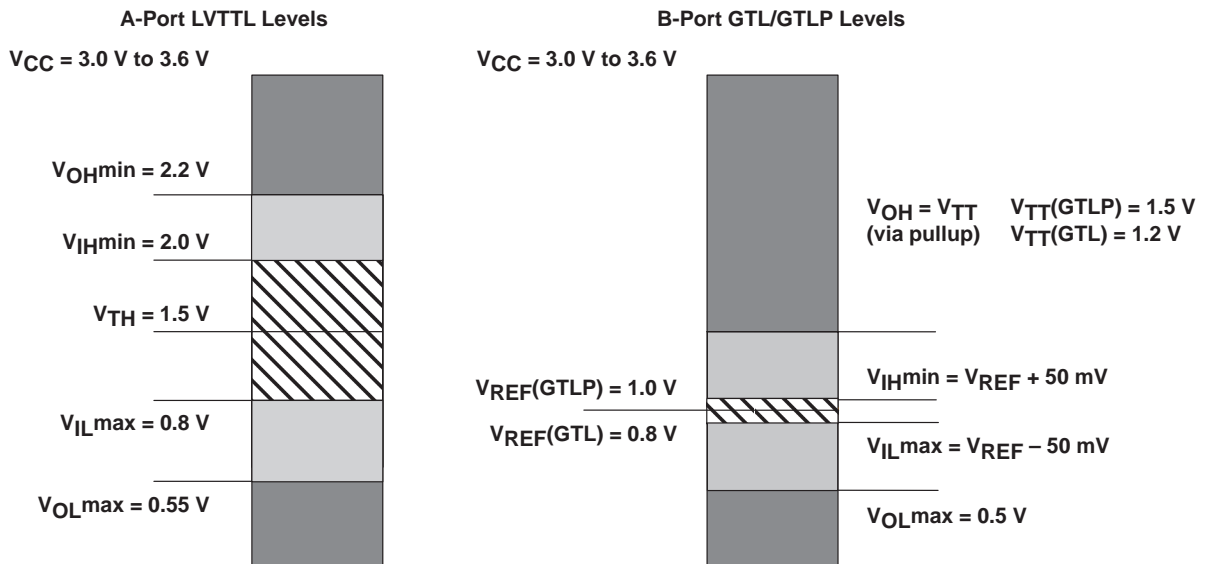 A-Port LVTTL Levels
VCC = 3.0 V to 3.6 V
VOHmin = 2.2 V
VIHmin = 2.0 V
VTH = 1.5 V
VILmax = 0.8 V
VOLmax = 0.55 V
B-Port GTL/GTLP Levels
VCC = 3.0 V to 3.6 V
VOH = VTT VTT(GTLP) = 1.5 V
(via pullup) VTT(GTL) = 1.2 V
VREF(GTLP) = 1.0 V
VREF(GTL) = 0.8 V
VIHmin = VREF + 50 mV
VILmax = VREF – 50 mV
VOLmax = 0.5 V